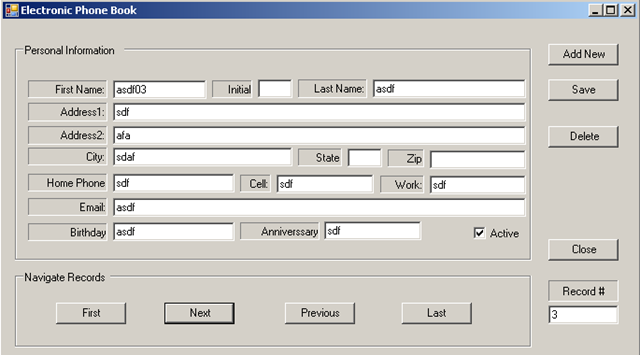 Electronic Phone Book
Personal Information
Add New
First Name: asdf03 Initial Last Name: asdf
Save
Address1: sdf
Address2: afa
Delete
City: sdaf State Zip
Home Phone sdf Cell: sdf Work: sdf
Email: asdf
Birthday asdf Anniverssary sdf Active
Close
Navigate Records
Record #
First Next Previous Last
3